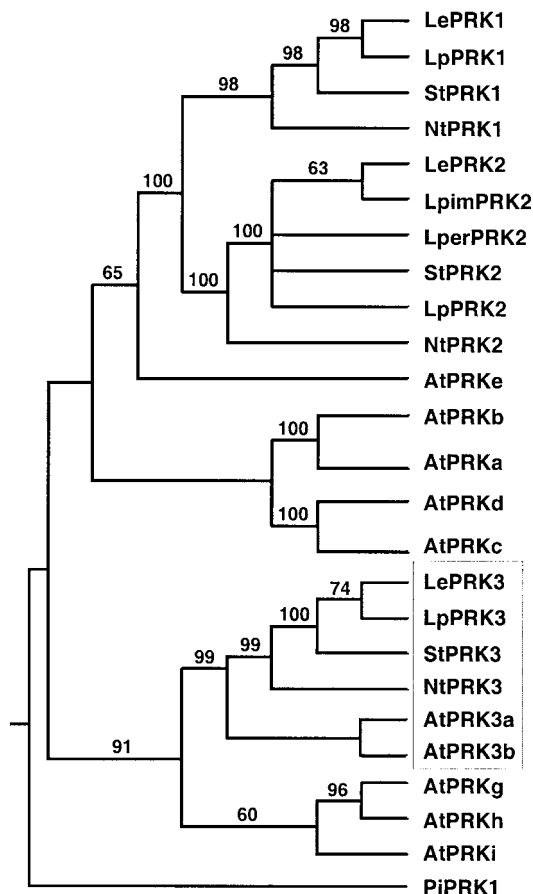 98 LePRK1
98 LpPRK1
98 StPRK1
NtPRK1
LePRK2
63
100 LpimPRK2
100 LperPRK2
65 100 StPRK2
LpPRK2
NtPRK2
AtPRKe
AtPRKb
100
AtPRKa
AtPRKd
100
AtPRKc
LePRK3
74
100 LpPRK3
99 99 StPRK3
NtPRK3
AtPRK3a
91 AtPRK3b
AtPRKg
96
60 AtPRKh
AtPRKi
PiPRK1